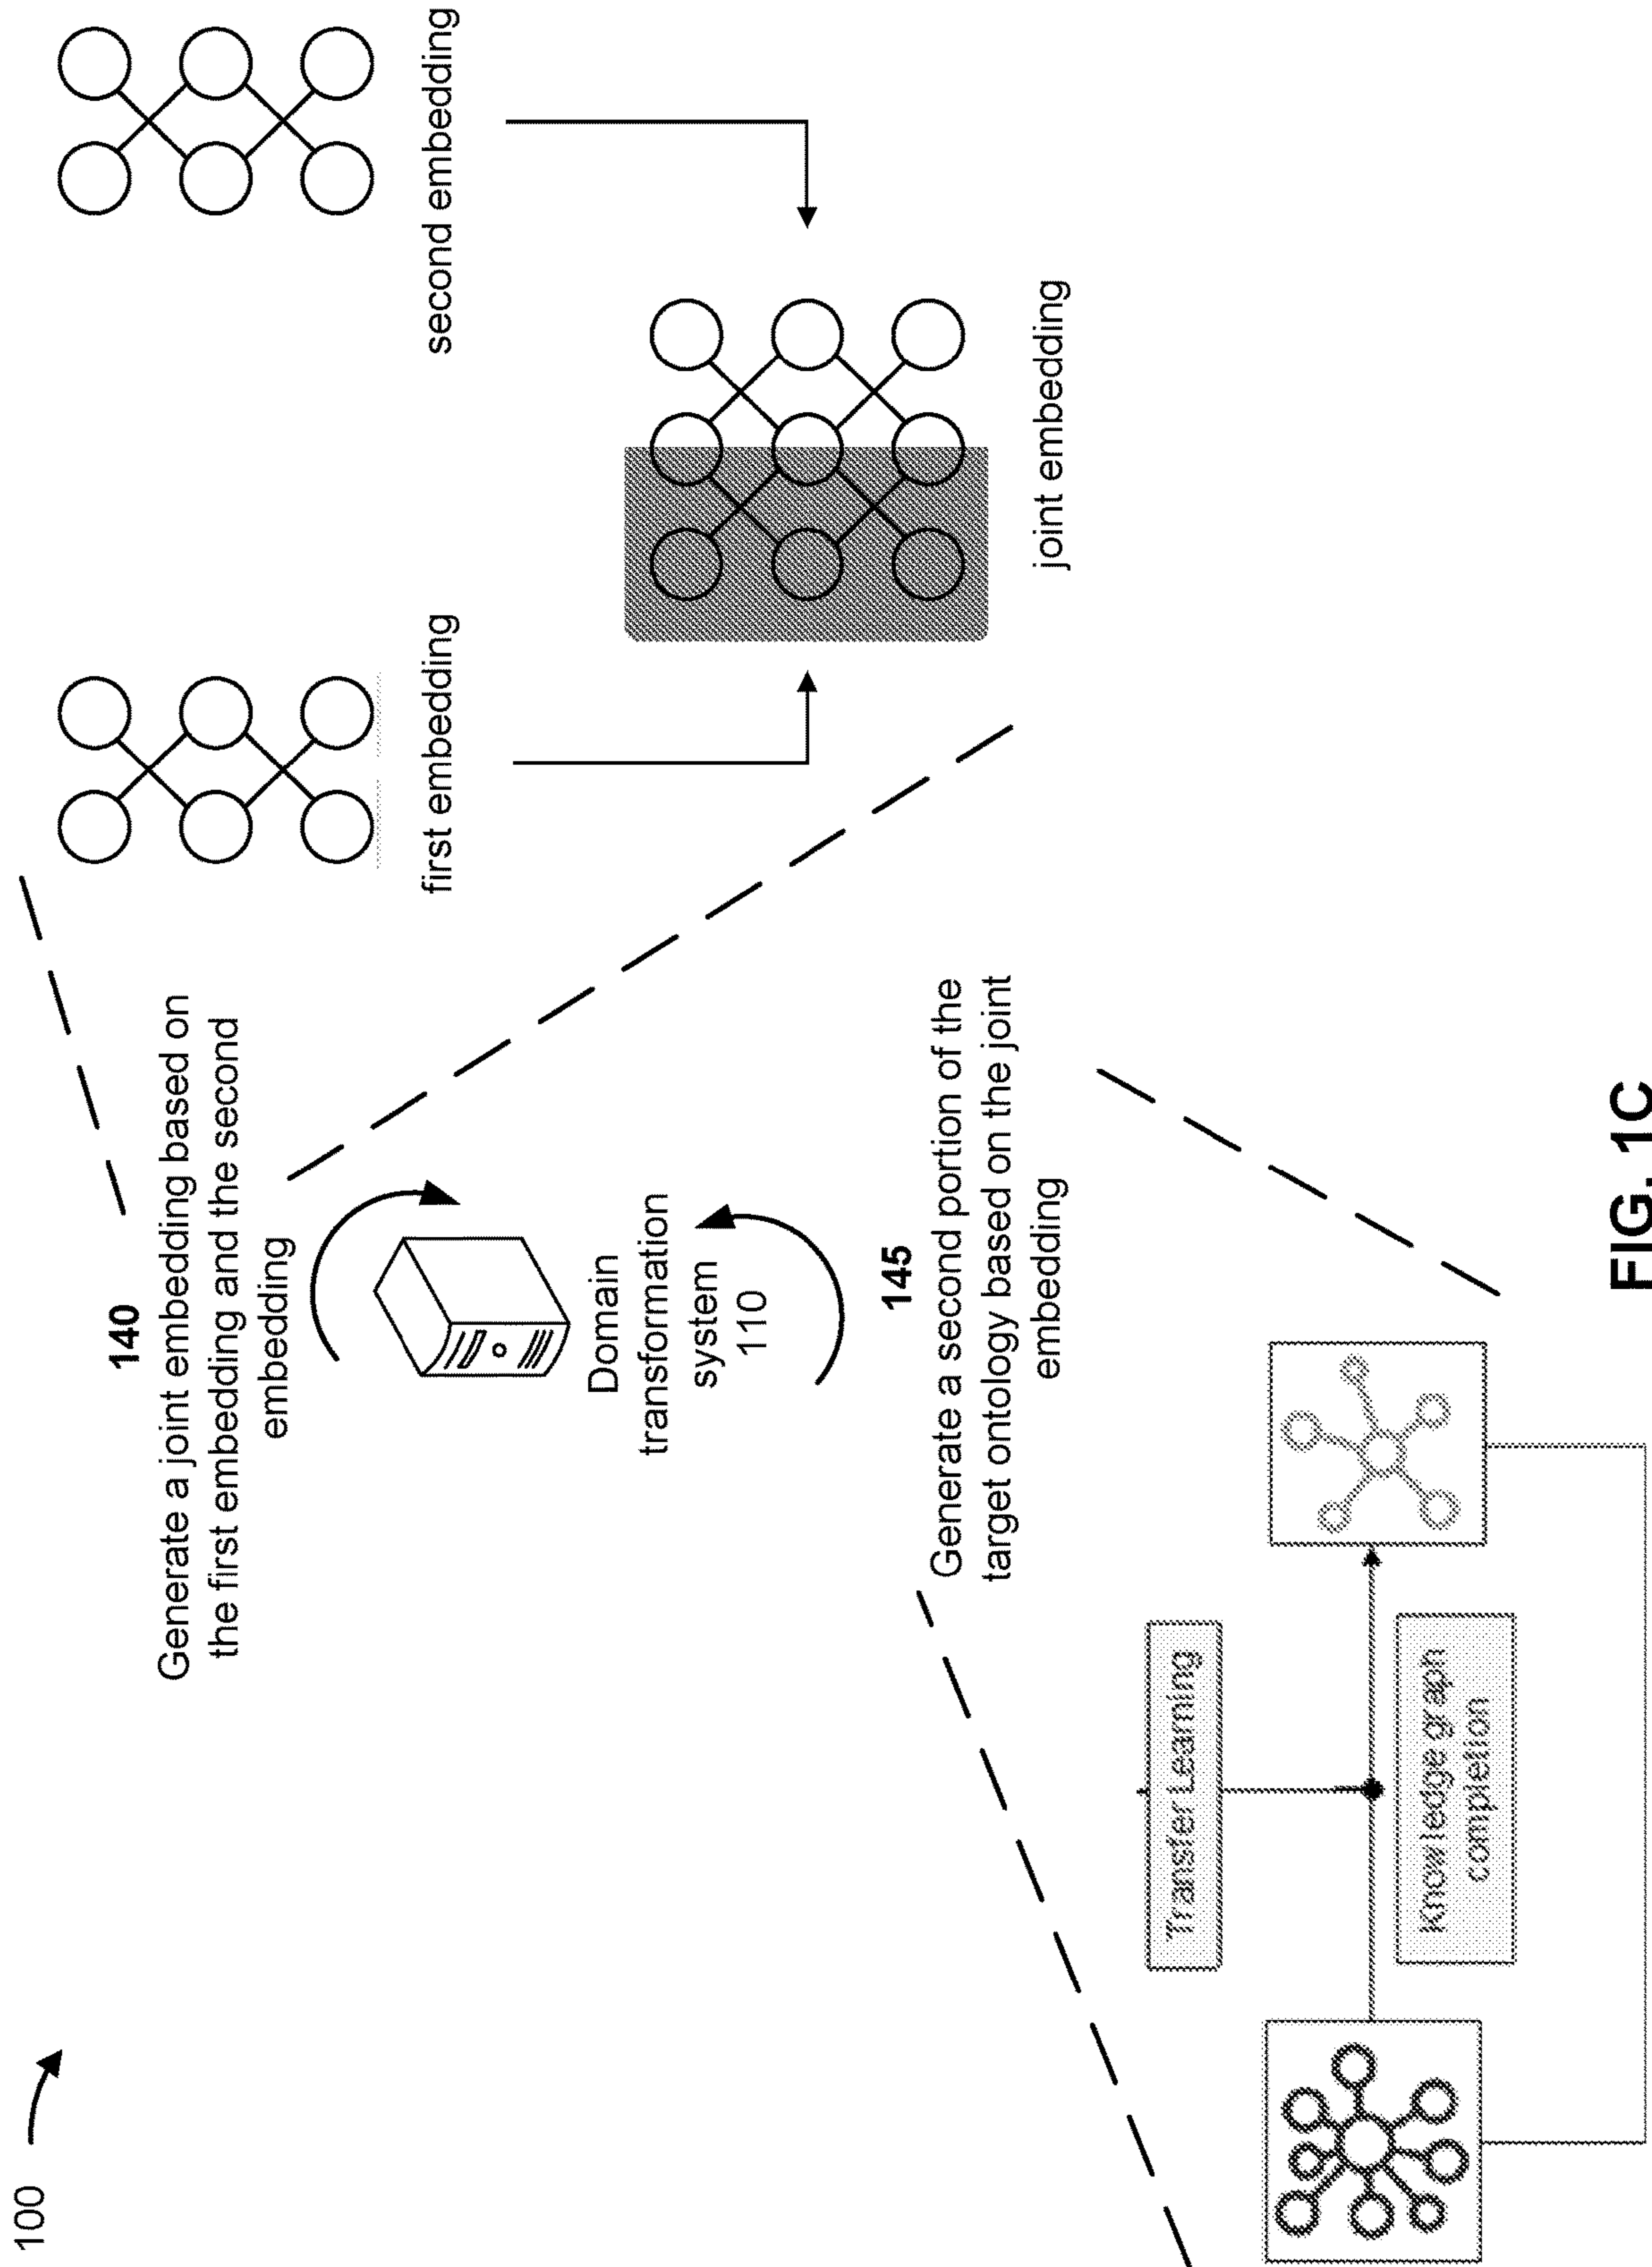 100
140
Generate a joint embedding based on
the first embedding and the second
embedding
first embedding
second embedding
joint embedding
Domain
transformation
system
110
145
Generate a second portion of the
target ontology based on the joint
embedding
Transfer Learning
Knowledge graph
completion
FIG. 1C